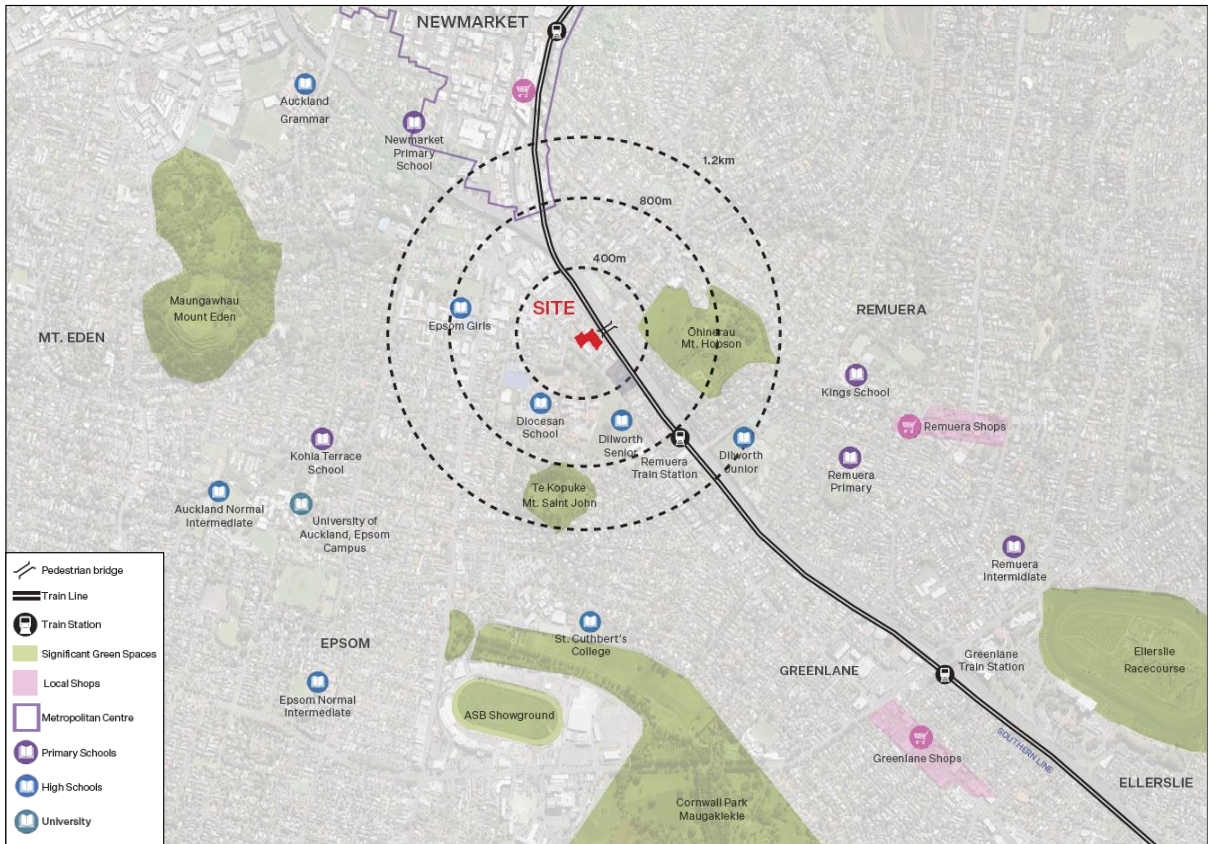 NEWMARKET
Auckland
Grammar
Newmarket
Primary
School
1.2km
800m
400m
SITE
Epsom Girls
Maungawhau
Mount Eden
MT. EDEN
Ōhinerau
Mt. Hobson
REMUERA
Kings School
Remuera Shops
Diocesan
School
Dilworth
Senior
Remuera
Train Station
Dilworth
Junior
Remuera
Primary
Kohia Terrace
School
Te Kopuke
Mt. Saint John
Auckland Normal
Intermediate
University of
Auckland, Epsom
Campus
Remuera
Intermidiate
EPSOM
St. Cuthbert's
College
GREENLANE
Greenlane
Train Station
Ellerslie
Racecourse
Epsom Normal
Intermediate
ASB Showground
Greenlane Shops
SOUTHERN LINE
ELLERSLIE
Cornwall Park
Maugakiekie
Pedestrian bridge
Train Line
Train Station
Significant Green Spaces
Local Shops
Metropolitan Centre
Primary Schools
High Schools
University